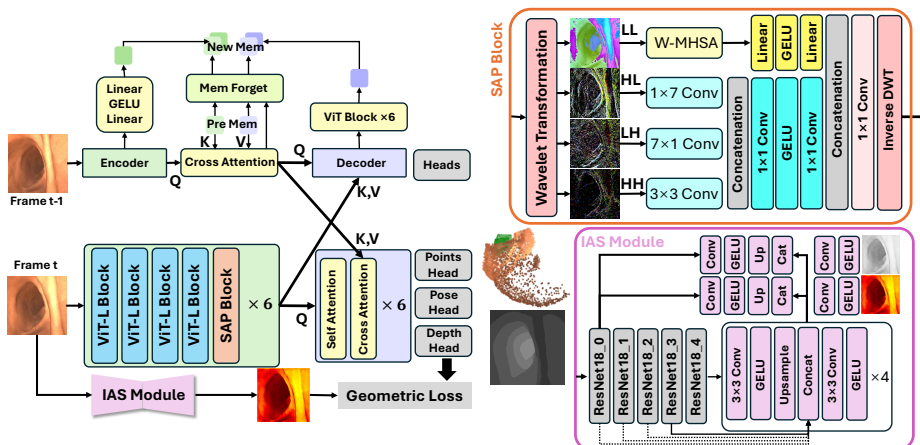 New Mem
Linear
GELU
Linear
Mem Forget
ViT Block ×6
Pre Mem
K
V
Encoder
Cross Attention
Decoder
Heads
Q
Q
Frame t-1
K,V
K,V
Frame t
ViT-L Block
ViT-L Block
ViT-L Block
ViT-L Block
SAP Block
× 6
Q
Self Attention
Cross Attention
× 6
Points
Head
Pose
Head
Depth
Head
IAS Module
Geometric Loss
SAP Block
Wavelet Transformation
LL
HL
LH
HH
W-MHSA
1×7 Conv
7×1 Conv
3×3 Conv
Linear
GELU
Linear
Concatenation
1×1 Conv
GELU
1×1 Conv
Concatenation
1×1 Conv
Inverse DWT
IAS Module
Conv
GELU
Up
Cat
Conv
GELU
Conv
GELU
Up
Cat
Conv
GELU
ResNet18_0
ResNet18_1
ResNet18_2
ResNet18_3
ResNet18_4
3×3 Conv
GELU
Upsample
Concat
3×3 Conv
GELU
×4